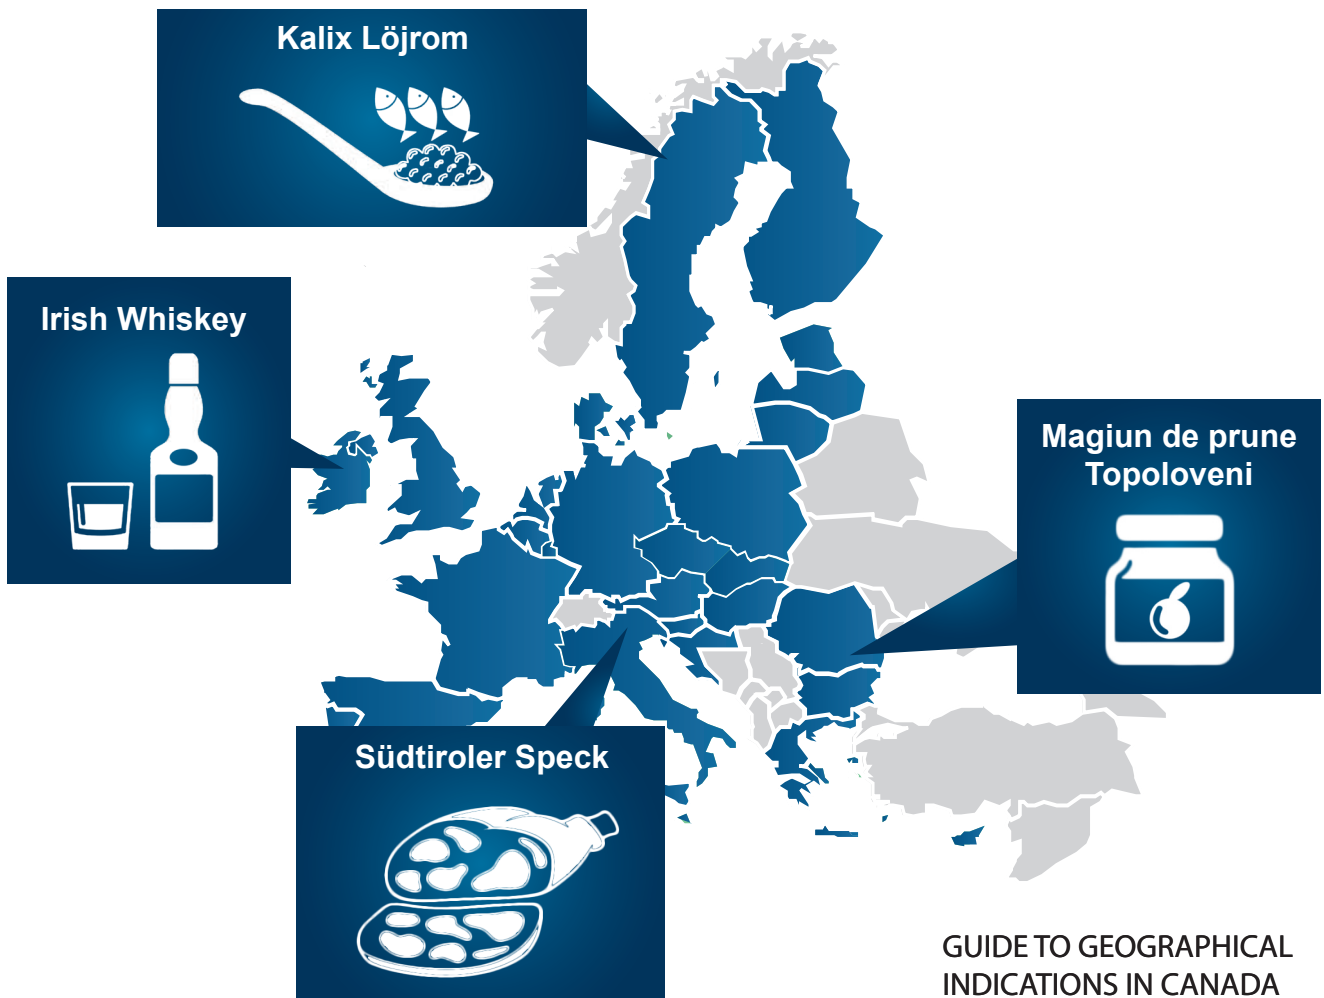 Kalix Löjrom
Irish Whiskey
Magiun de prune
Topoloveni
Südtiroler Speck
GUIDE TO GEOGRAPHICAL
INDICATIONS IN CANADA